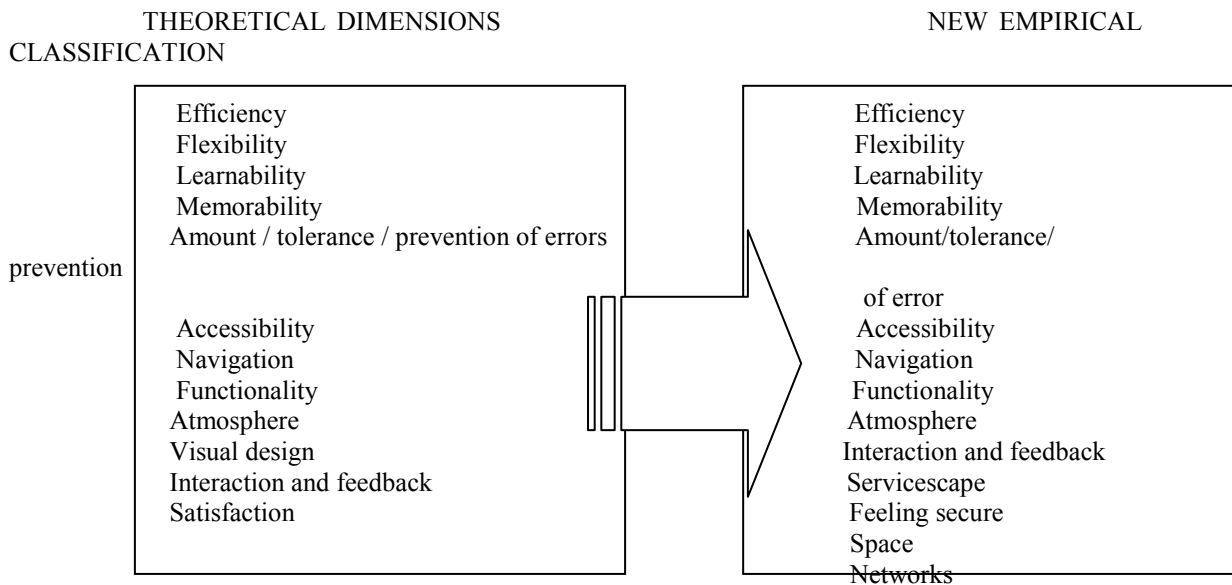 THEORETICAL DIMENSIONS
NEW EMPIRICAL
CLASSIFICATION
Efficiency
Flexibility
Learnability
Memorability
Amount / tolerance / prevention of errors
Accessibility
Navigation
Functionality
Atmosphere
Visual design
Interaction and feedback
Satisfaction
Efficiency
Flexibility
Learnability
Memorability
Amount/tolerance/
prevention
of error
Accessibility
Navigation
Functionality
Atmosphere
Interaction and feedback
Servicescape
Feeling secure
Space
Networks